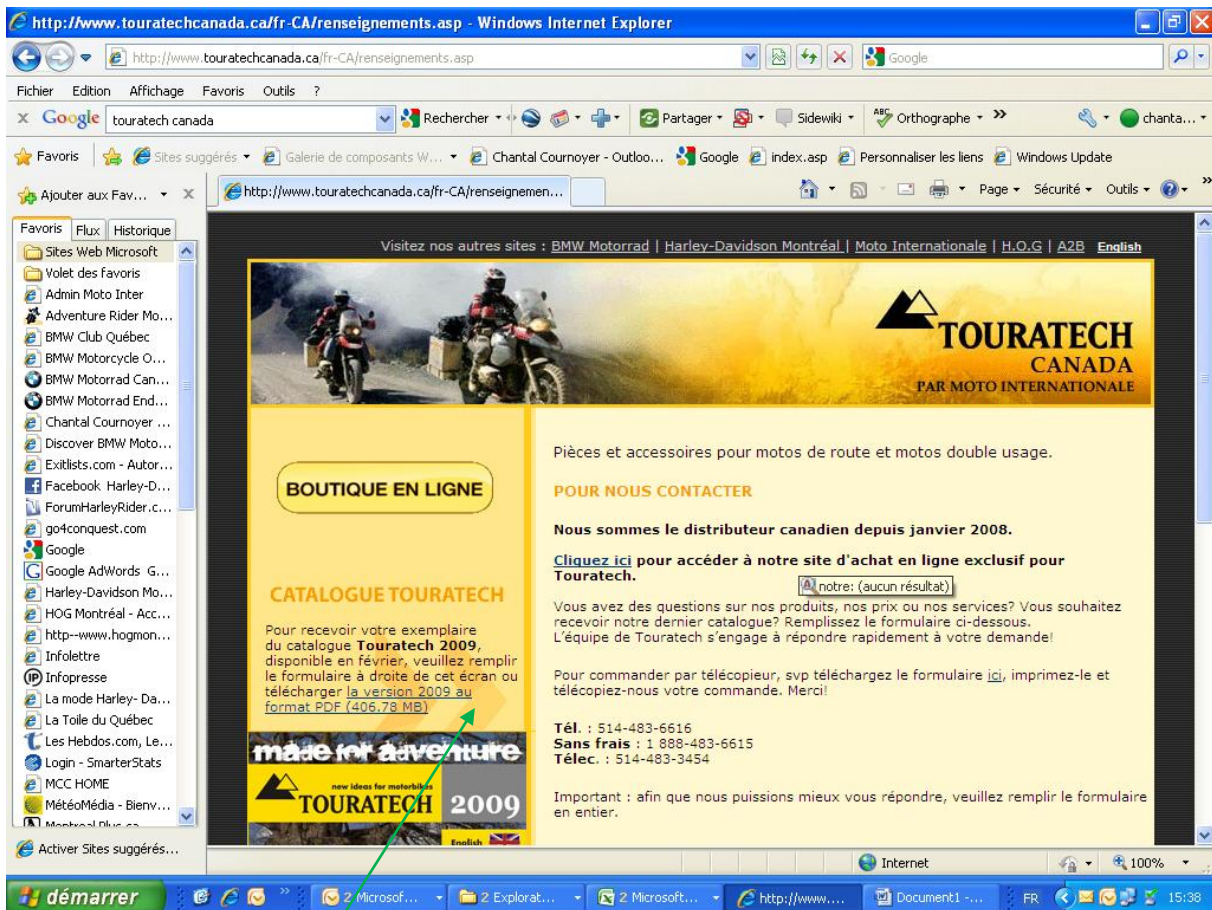 http://www.touratechcanada.ca/fr-CA/renseignements.asp - Windows Internet Explorer
http://www.touratechcanada.ca/fr-CA/renseignements.asp
Google
Fichier Edition Affichage Favoris Outils ?
x Google touratech canada Rechercher Partager Sidewiki Orthographe » chanta...
Favoris Sites suggérés Galerie de composants W... Chantal Cournoyer - Outloo... Google index.asp Personnaliser les liens Windows Update
Ajouter aux Fav... x http://www.touratechcanada.ca/fr-CA/renseignemen... Page Sécurité Outils »
Favoris Flux Historique
Sites Web Microsoft
Volet des favoris
Admin Moto Inter
Adventure Rider Mo...
BMW Club Québec
BMW Motorcycle O...
BMW Motorrad Can...
BMW Motorrad End...
Chantal Cournoyer ...
Discover BMW Moto...
Exitlists.com - Autor...
Facebook Harley-D...
ForumHarleyRider.c...
go4conquest.com
Google
Google AdWords G...
Harley-Davidson Mo...
HOG Montréal - Acc...
http--www.hogmon...
Infolettre
Infopresse
La mode Harley- Da...
La Toile du Québec
Les Hebdos.com, Le...
Login - SmarterStats
MCC HOME
MétéoMédia - Bienv...
Montreal Plus.ca
Activer Sites suggérés...
Visitez nos autres sites : BMW Motorrad | Harley-Davidson Montréal | Moto Internationale | H.O.G | A2B English
TOURATECH
CANADA
PAR MOTO INTERNATIONALE
BOUTIQUE EN LIGNE
CATALOGUE TOURATECH
Pour recevoir votre exemplaire
du catalogue Touratech 2009,
disponible en février, veuillez remplir
le formulaire à droite de cet écran ou
télécharger la version 2009 au
format PDF (406.78 MB)
made for adventure
new ideas for motorbikes
TOURATECH 2009
English
Pièces et accessoires pour motos de route et motos double usage.
POUR NOUS CONTACTER
Nous sommes le distributeur canadien depuis janvier 2008.
Cliquez ici pour accéder à notre site d'achat en ligne exclusif pour
Touratech.
notre: (aucun résultat)
Vous avez des questions sur nos produits, nos prix ou nos services? Vous souhaitez
recevoir notre dernier catalogue? Remplissez le formulaire ci-dessous.
L'équipe de Touratech s'engage à répondre rapidement à votre demande!
Pour commander par télécopieur, svp téléchargez le formulaire ici, imprimez-le et
télécopiez-nous votre commande. Merci!
Tél. : 514-483-6616
Sans frais : 1 888-483-6615
Télec. : 514-483-3454
Important : afin que nous puissions mieux vous répondre, veuillez remplir le formulaire
en entier.
Internet 100%
démarrer » 2 Microsof... 2 Explorat... 2 Microsoft... http://www.... Document1 -... FR 15:38